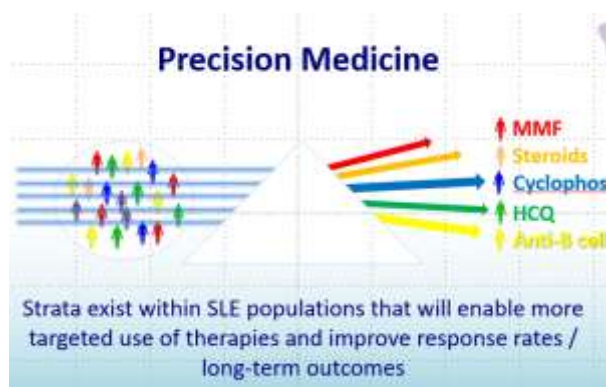 Precision Medicine
MMF
Steroids
Cyclophos
HCQ
Anti-B cell
Strata exist within SLE populations that will enable more
targeted use of therapies and improve response rates /
long-term outcomes